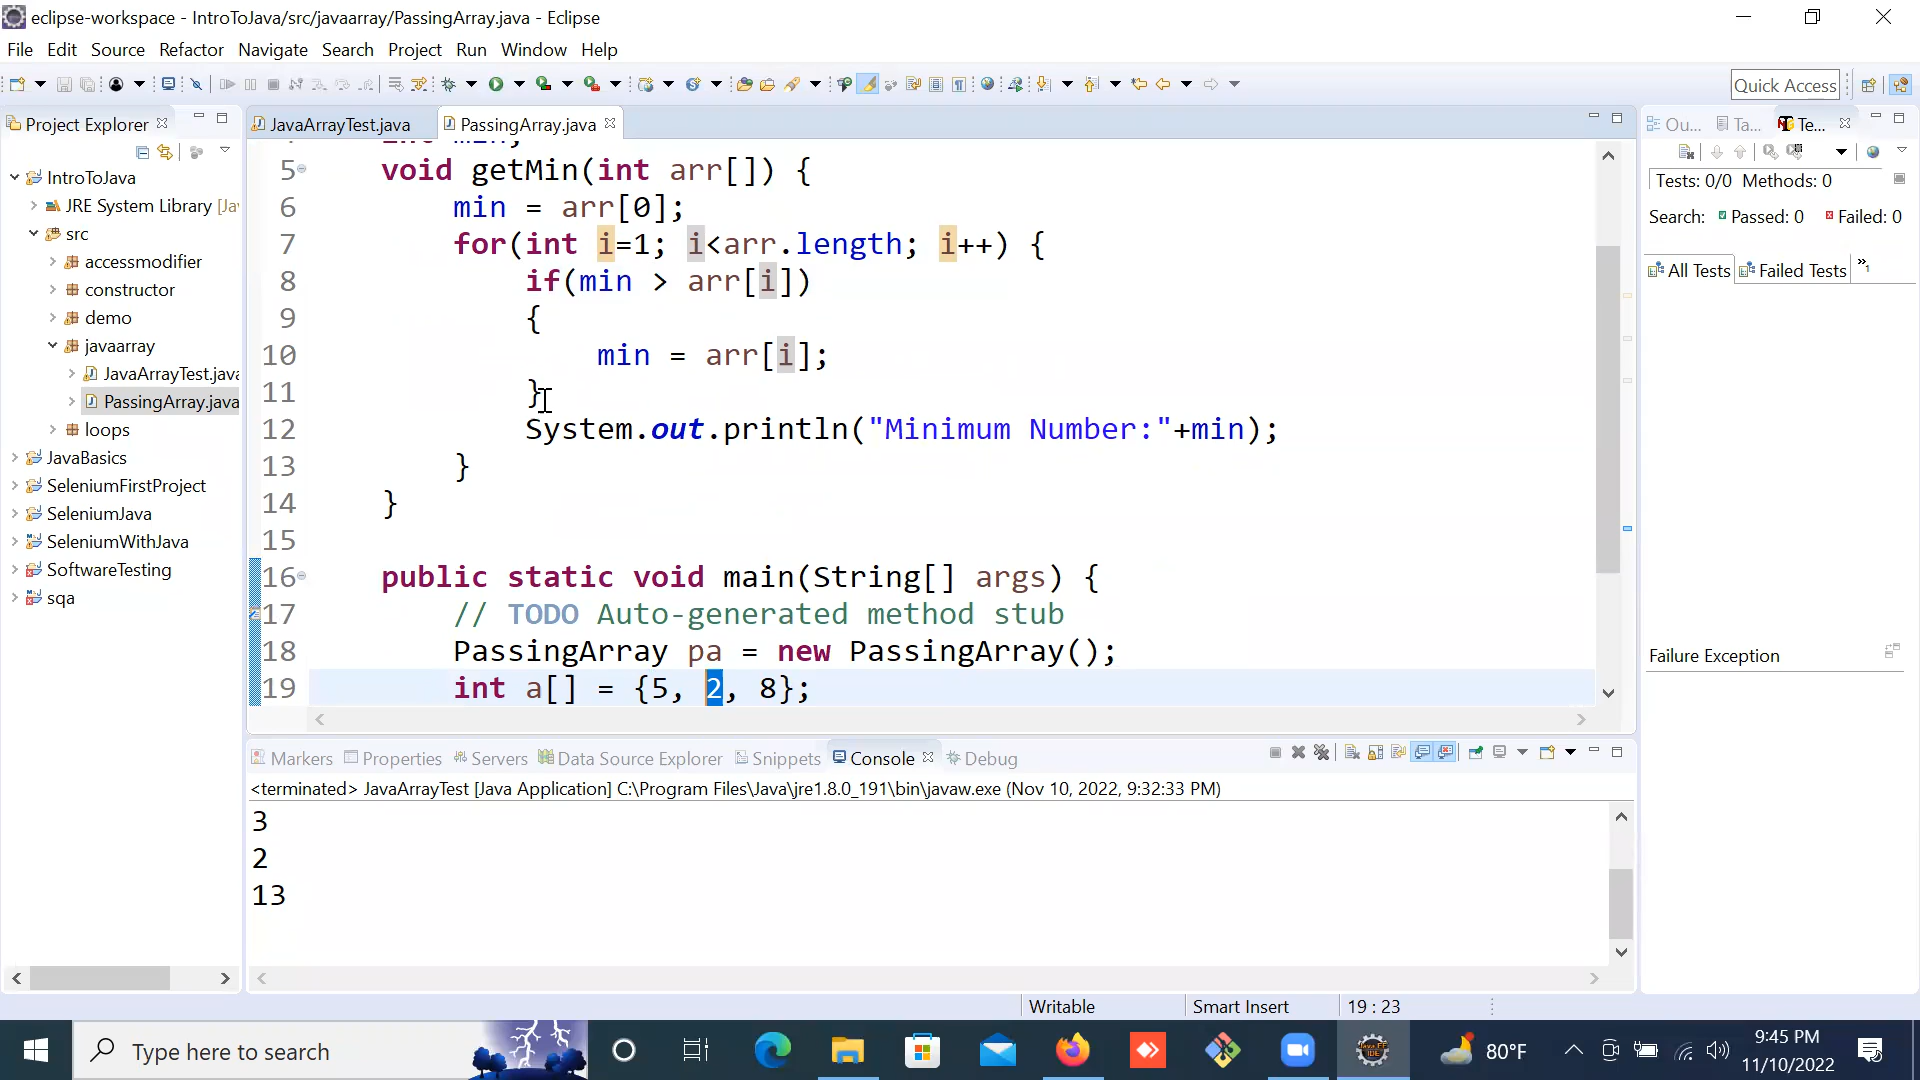 eclipse-workspace - IntroToJava/src/javaarray/PassingArray.java - Eclipse
File Edit Source Refactor Navigate Search Project Run Window Help
Quick Access
Project Explorer
IntroToJava
JRE System Library [Ja
src
accessmodifier
constructor
demo
javaarray
JavaArrayTest.java
PassingArray.java
loops
JavaBasics
SeleniumFirstProject
SeleniumJava
SeleniumWithJava
SoftwareTesting
sqa
JavaArrayTest.java PassingArray.java
5 void getMin(int arr[]) {
6 min = arr[0];
7 for(int i=1; i<arr.length; i++) {
8 if(min > arr[i])
9 {
10 min = arr[i];
11 }
12 System.out.println("Minimum Number:"+min);
13 }
14 }
15
16 public static void main(String[] args) {
17 // TODO Auto-generated method stub
18 PassingArray pa = new PassingArray();
19 int a[] = {5, 2, 8};
Markers Properties Servers Data Source Explorer Snippets Console Debug
<terminated> JavaArrayTest [Java Application] C:\Program Files\Java\jre1.8.0_191\bin\javaw.exe (Nov 10, 2022, 9:32:33 PM)
3
2
13
Ou... Ta... Te...
Tests: 0/0 Methods: 0
Search: Passed: 0 Failed: 0
All Tests Failed Tests »1
Failure Exception
Writable Smart Insert 19 : 23
Type here to search
80°F
9:45 PM
11/10/2022